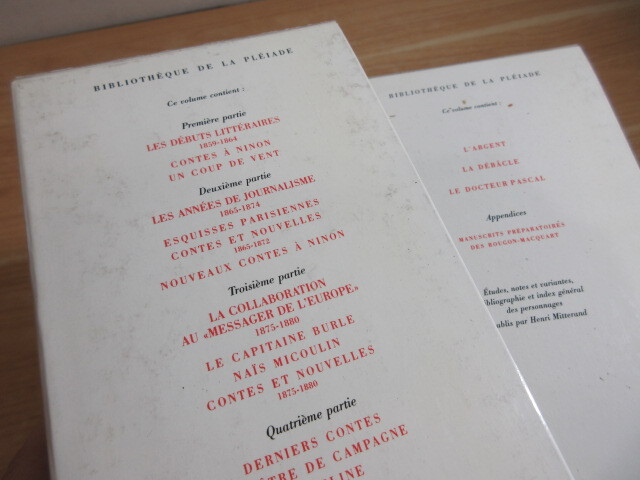 BIBLIOTHÈQUE DE LA PLÉIADE
Ce volume contient :
Première partie
LES DÉBUTS LITTÉRAIRES
1859-1864
CONTES À NINON
UN COUP DE VENT
Deuxième partie
LES ANNÉES DE JOURNALISME
1865-1874
ESQUISSES PARISIENNES
CONTES ET NOUVELLES
1865-1872
NOUVEAUX CONTES À NINON
Troisième partie
LA COLLABORATION
AU «MESSAGER DE L'EUROPE»
1875-1880
LE CAPITAINE BURLE
NAÏS MICOULIN
CONTES ET NOUVELLES
1875-1880
Quatrième partie
DERNIERS CONTES
DE CAMPAGNE
BIBLIOTHÈQUE DE LA PLÉIADE
Ce volume contient :
L'ARGENT
LA DÉBÂCLE
LE DOCTEUR PASCAL
Appendices
MANUSCRITS PRÉPARATOIRES
DES ROUGON-MACQUART
Études, notes et variantes,
bliographie et index général
des personnages
blis par Henri Mitterand